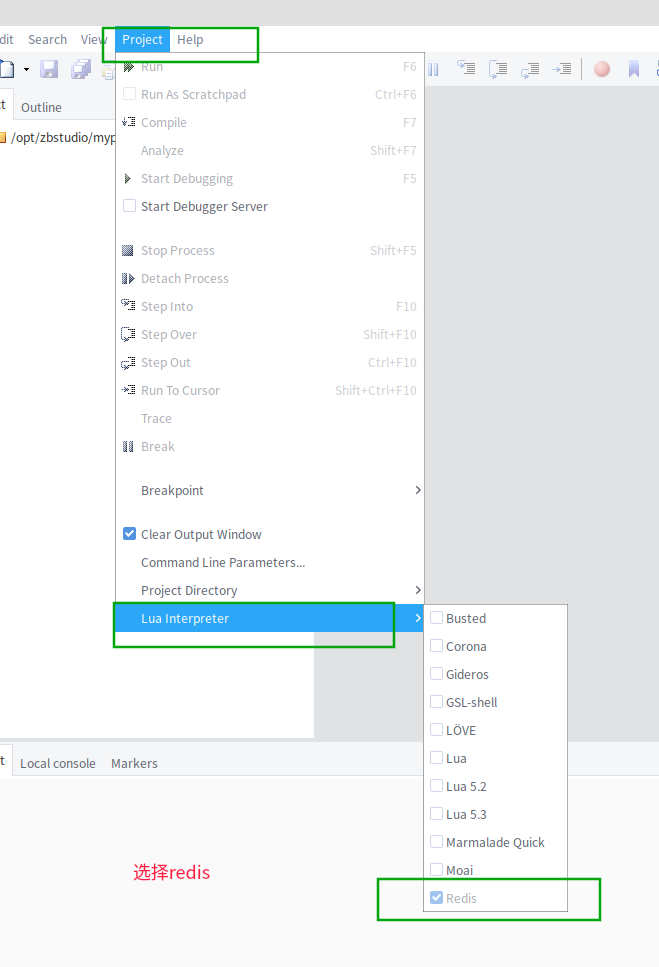 dit Search View Project Help
Run F6
Run As Scratchpad Ctrl+F6
Compile F7
t Outline
/opt/zbstudio/myp
Analyze Shift+F7
Start Debugging F5
Start Debugger Server
Stop Process Shift+F5
Detach Process
Step Into F10
Step Over Shift+F10
Step Out Ctrl+F10
Run To Cursor Shift+Ctrl+F10
Trace
Break
Breakpoint
Clear Output Window
Command Line Parameters...
Project Directory
Lua Interpreter
Busted
Corona
Gideros
GSL-shell
LÖVE
Lua
Lua 5.2
Lua 5.3
Marmalade Quick
Moai
Redis
t Local console Markers
选择redis